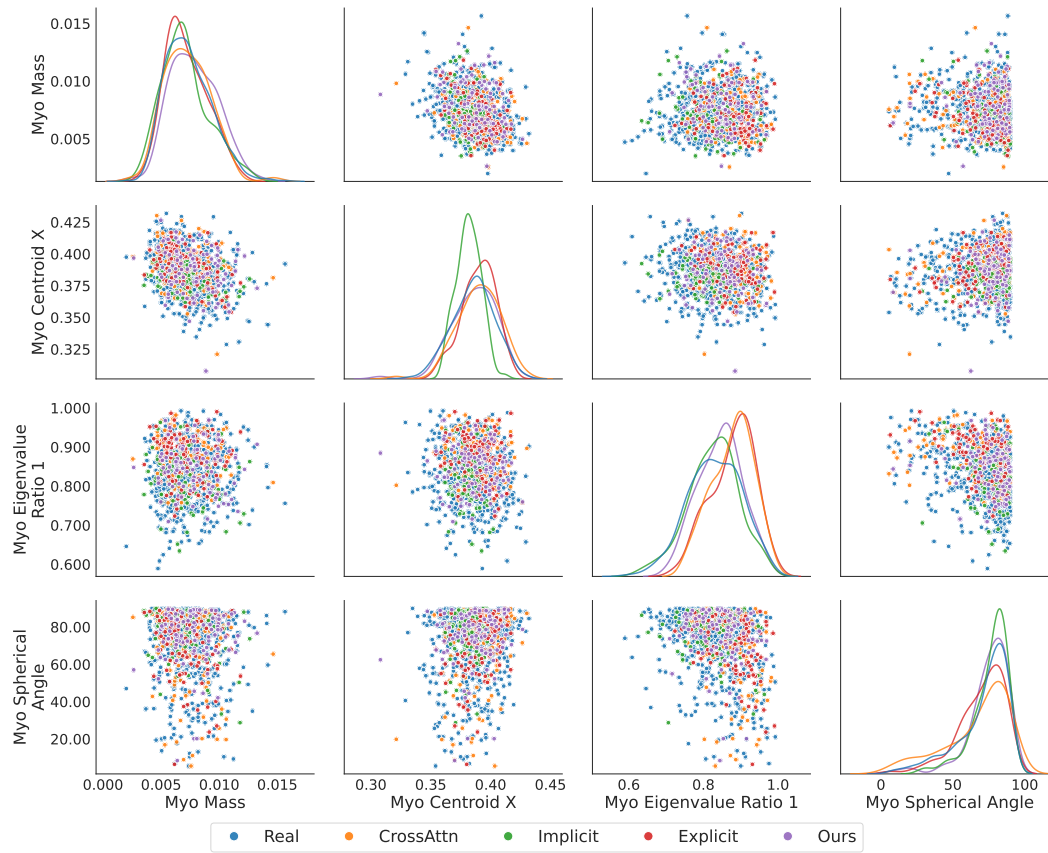 0.015
0.010
0.005
Myo Mass
0.425
0.400
0.375
0.350
0.325
Myo Centroid X
1.000
0.900
0.800
0.700
0.600
Myo Eigenvalue
Ratio 1
80.00
60.00
40.00
20.00
Myo Spherical
Angle
0.000 0.005 0.010 0.015 0.30 0.35 0.40 0.45 0.6 0.8 1.0 0 50 100
Myo Mass Myo Centroid X Myo Eigenvalue Ratio 1 Myo Spherical Angle
Real CrossAttn Implicit Explicit Ours